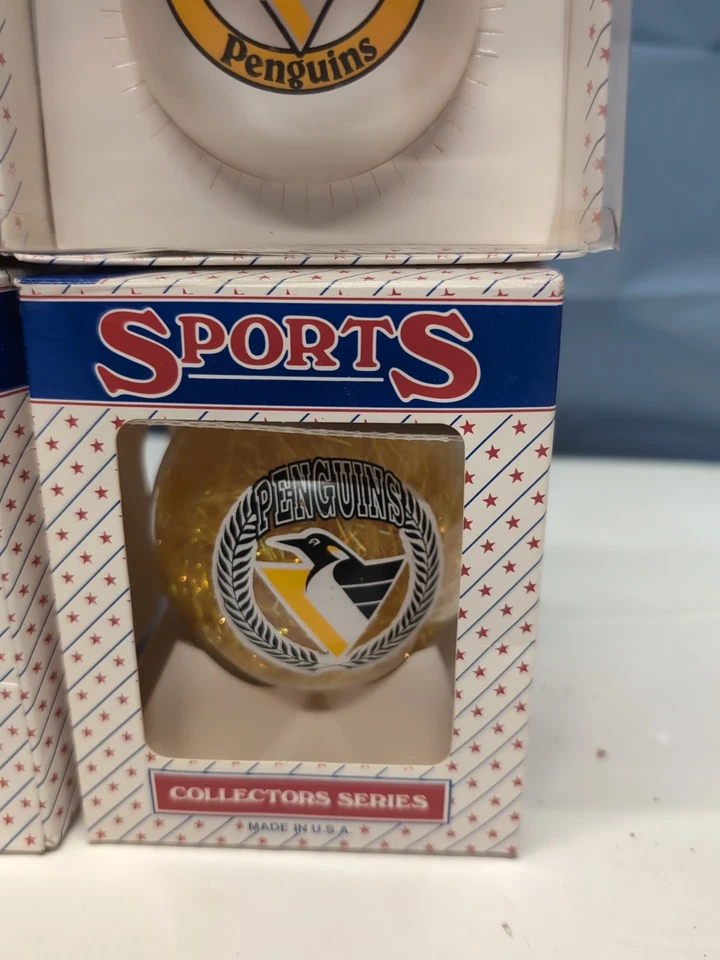 Penguins
SPORTS
PENGUINS
COLLECTORS SERIES
MADE IN U.S.A.